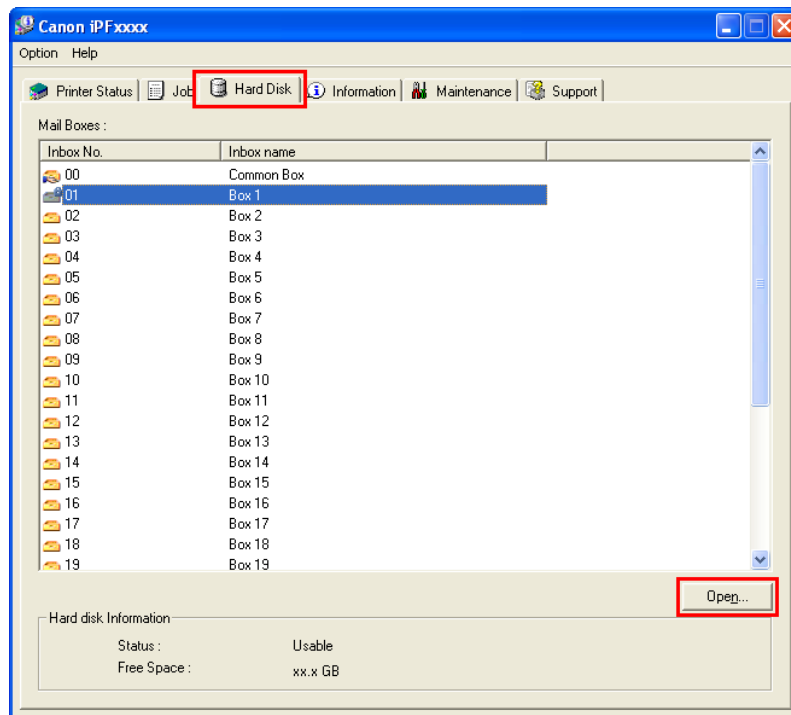 Canon iPFxxxx
Option Help
Printer Status Job Hard Disk Information Maintenance Support
Mail Boxes :
Inbox No. Inbox name
00 Common Box
01 Box 1
02 Box 2
03 Box 3
04 Box 4
05 Box 5
06 Box 6
07 Box 7
08 Box 8
09 Box 9
10 Box 10
11 Box 11
12 Box 12
13 Box 13
14 Box 14
15 Box 15
16 Box 16
17 Box 17
18 Box 18
19 Box 19
Open...
Hard disk Information
Status : Usable
Free Space : xx.x GB